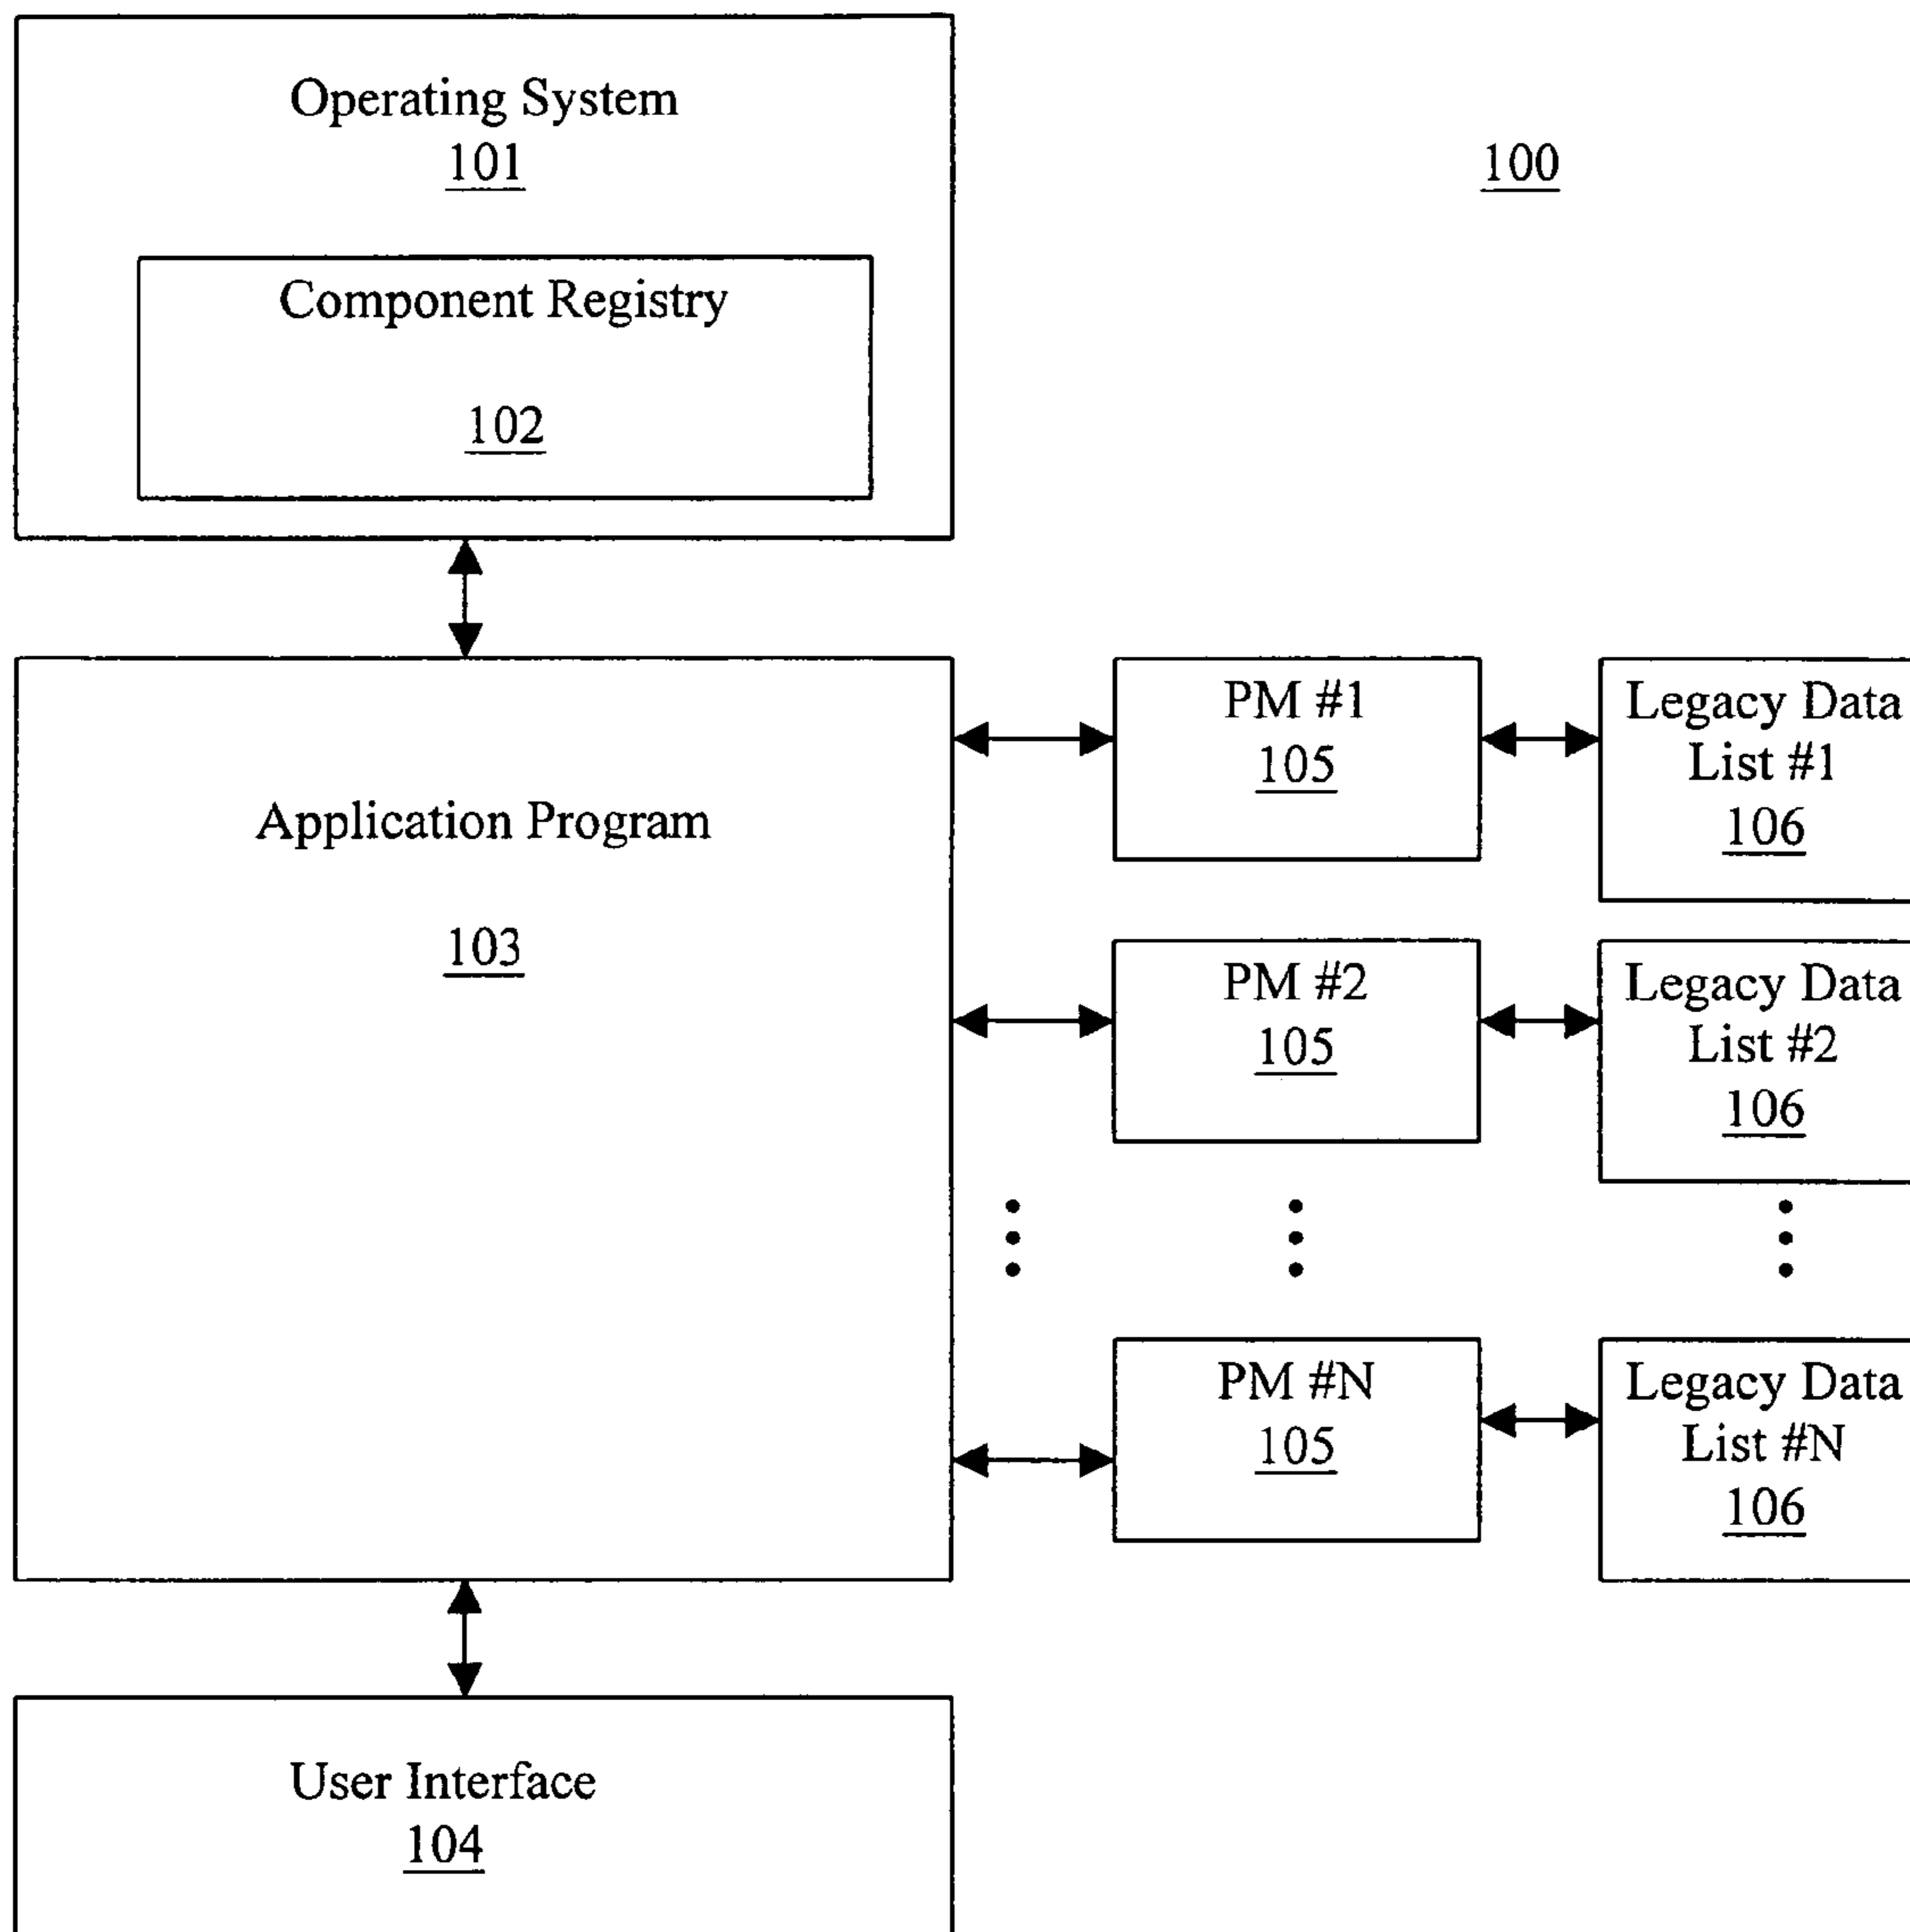 Operating System
101
100
Component Registry
102
Application Program
103
PM #1
105
Legacy Data
List #1
106
PM #2
105
Legacy Data
List #2
106
PM #N
105
Legacy Data
List #N
106
User Interface
104